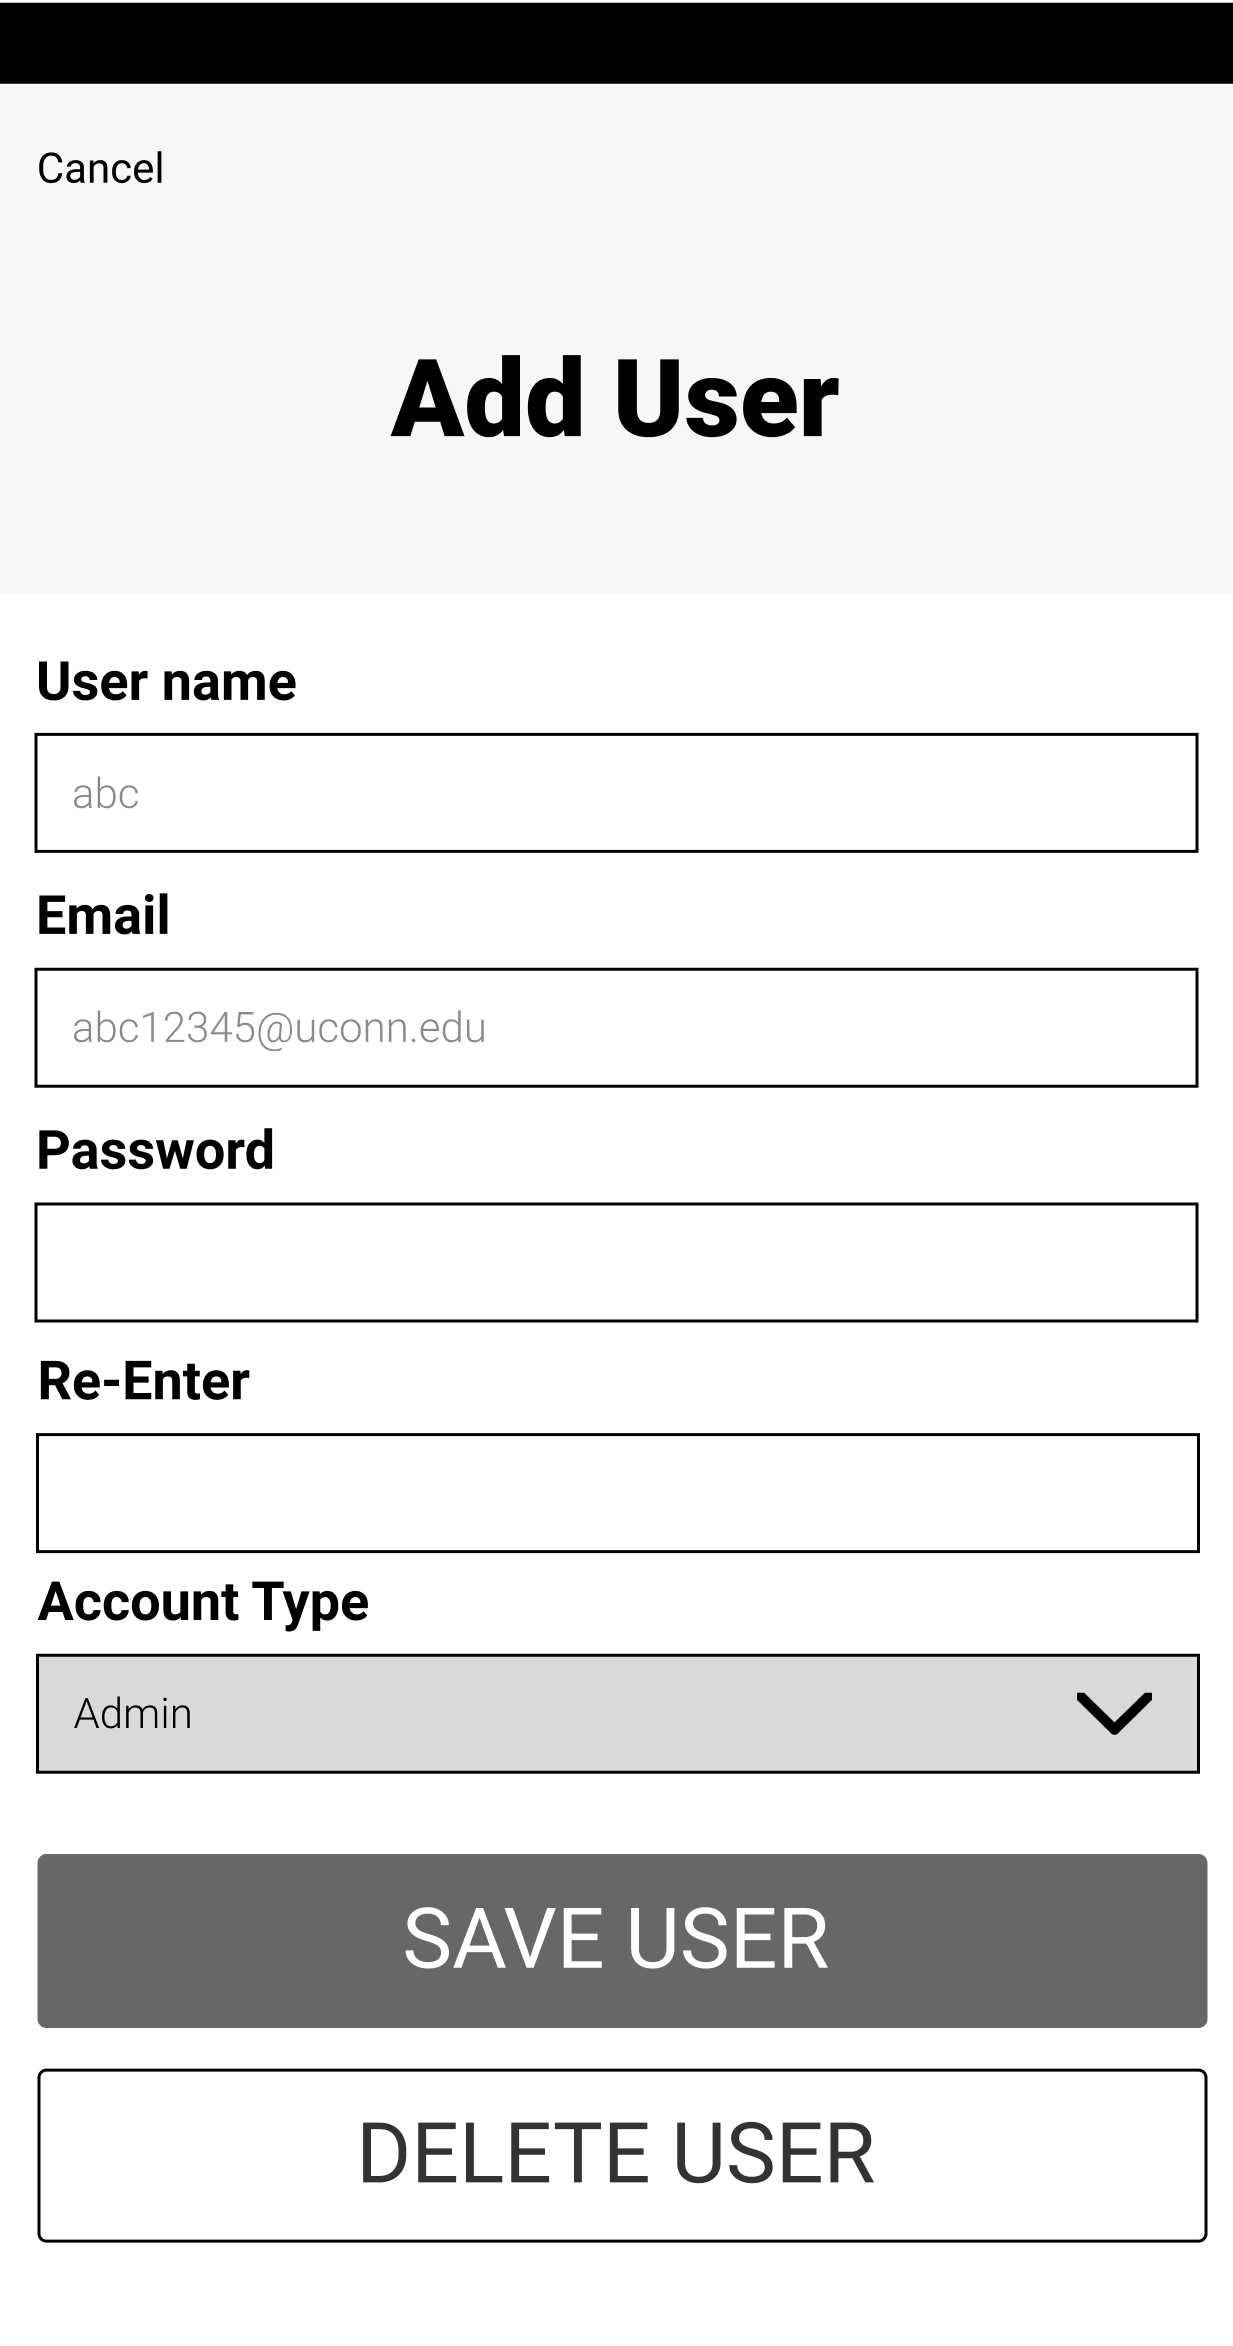 Cancel
Add User
User name
abc
Email
abc12345@uconn.edu
Password
Re-Enter
Account Type
Admin
SAVE USER
DELETE USER